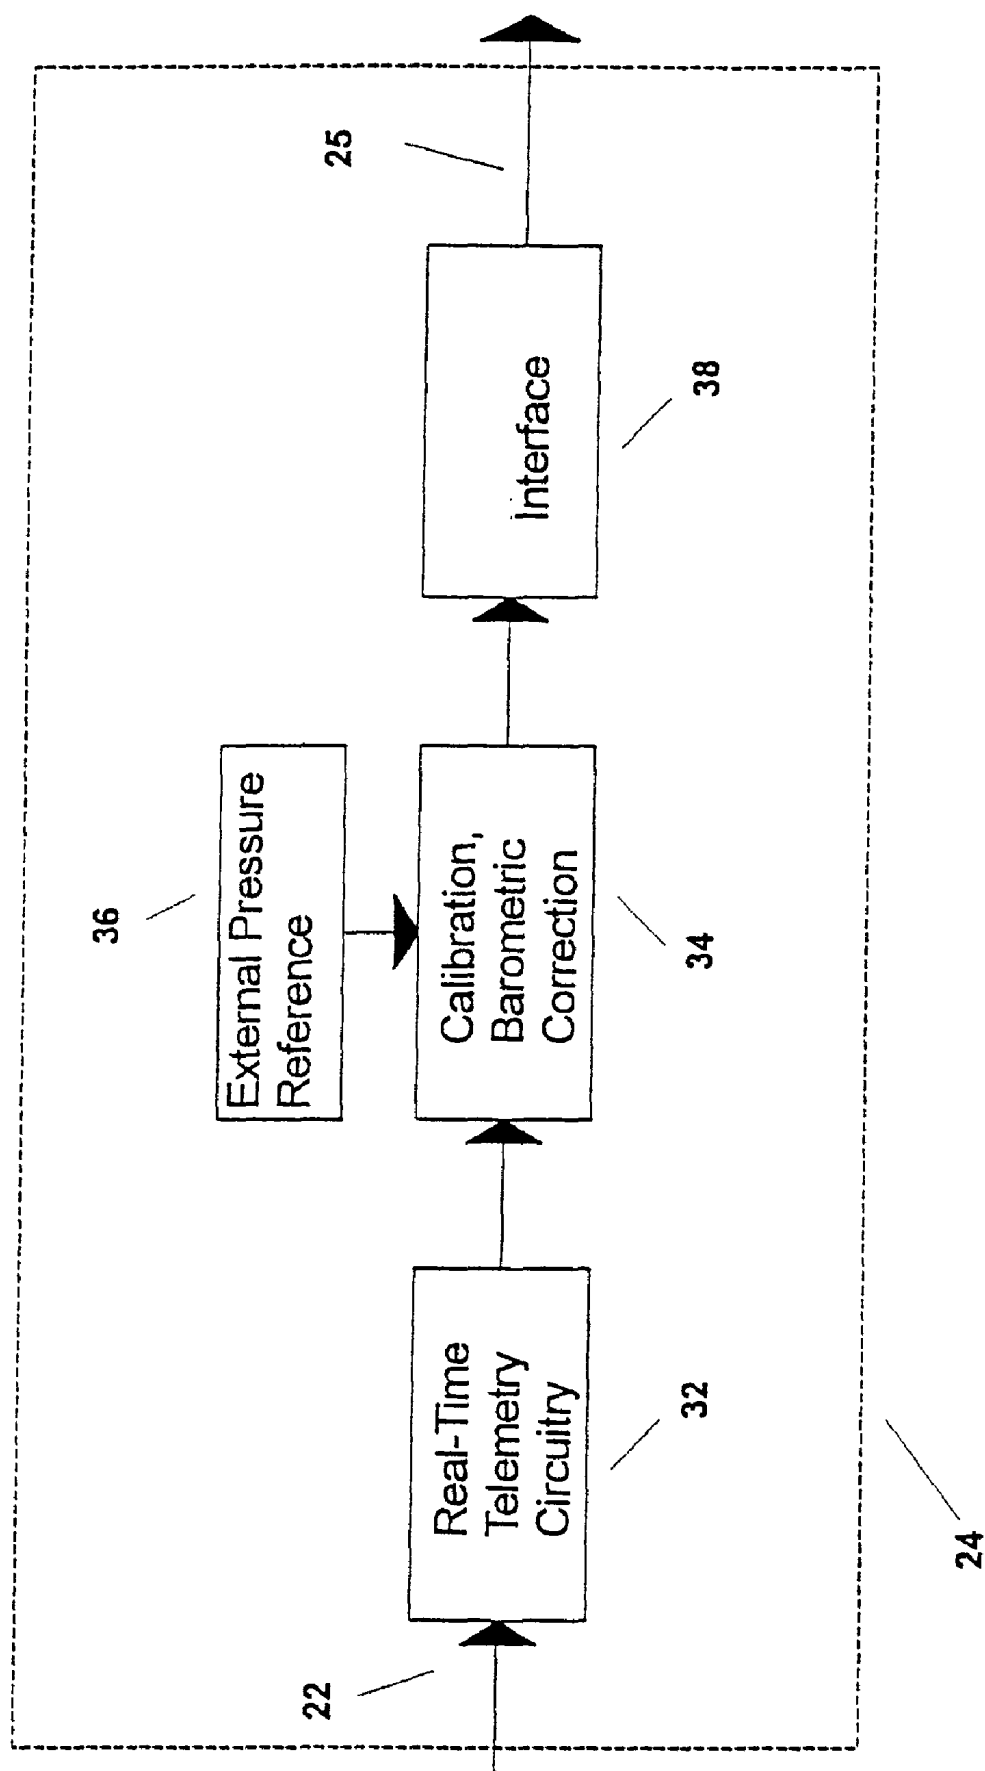 36
External Pressure
Reference
25
22
Real-Time
Telemetry
Circuitry
Calibration,
Barometric
Correction
Interface
32
34
38
24